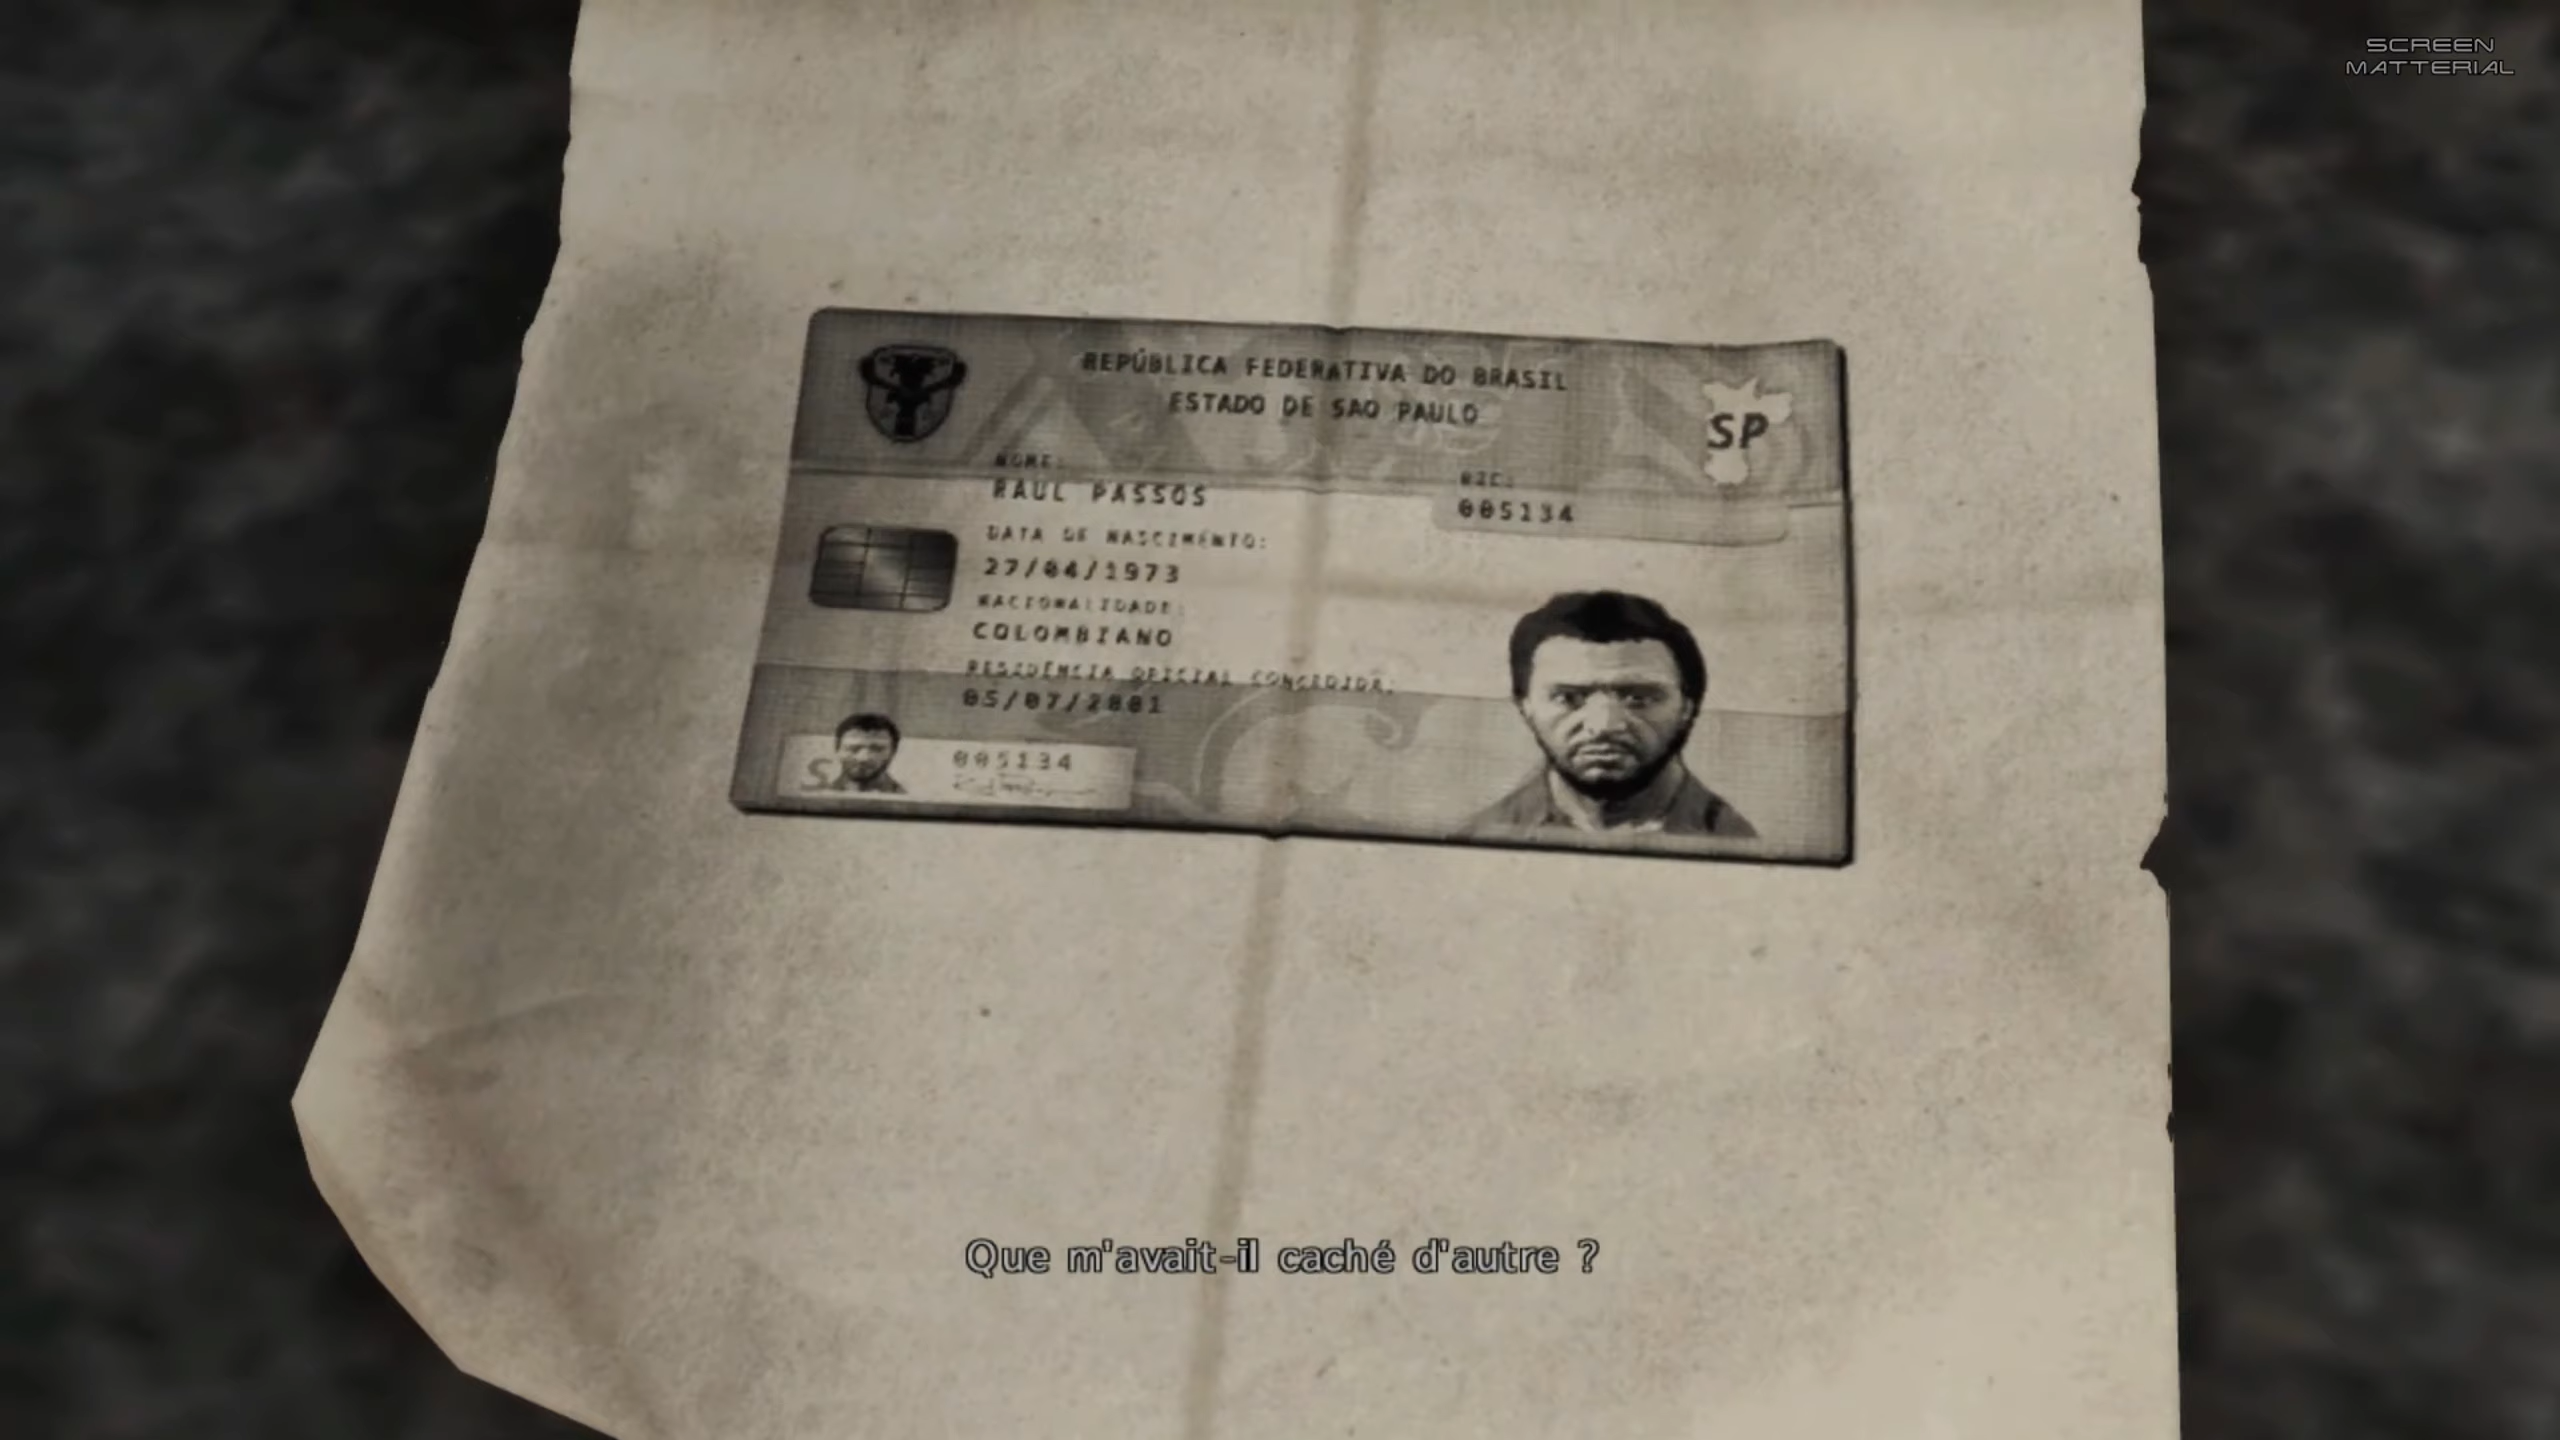 SCREEN
MATTERIAL
REPÚBLICA FEDERATIVA DO BRASIL
ESTADO DE SAO PAULO
SP
NOME:
RAUL PASSOS
RIC:
005134
DATA DE NASCIMENTO:
27/04/1973
NACIONALIDADE:
COLOMBIANO
RESIDÊNCIA OFICIAL CONCEDIDA:
05/07/2001
005134
Que m'avait-il caché d'autre ?